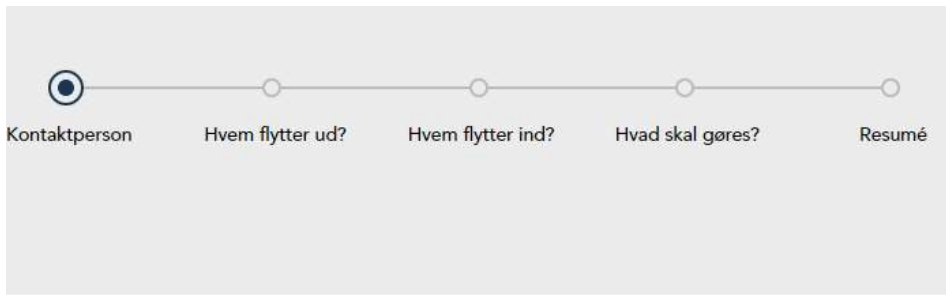 Kontaktperson
Hvem flytter ud?
Hvem flytter ind?
Hvad skal gøres?
Resumé